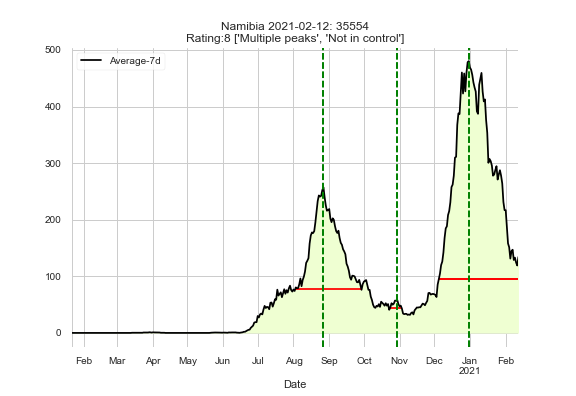 Namibia 2021-02-12: 35554
Rating:8 ['Multiple peaks', 'Not in control']
Average-7d
500
400
300
200
100
0
Feb Mar Apr May Jun Jul Aug Sep Oct Nov Dec Jan Feb
2021
Date